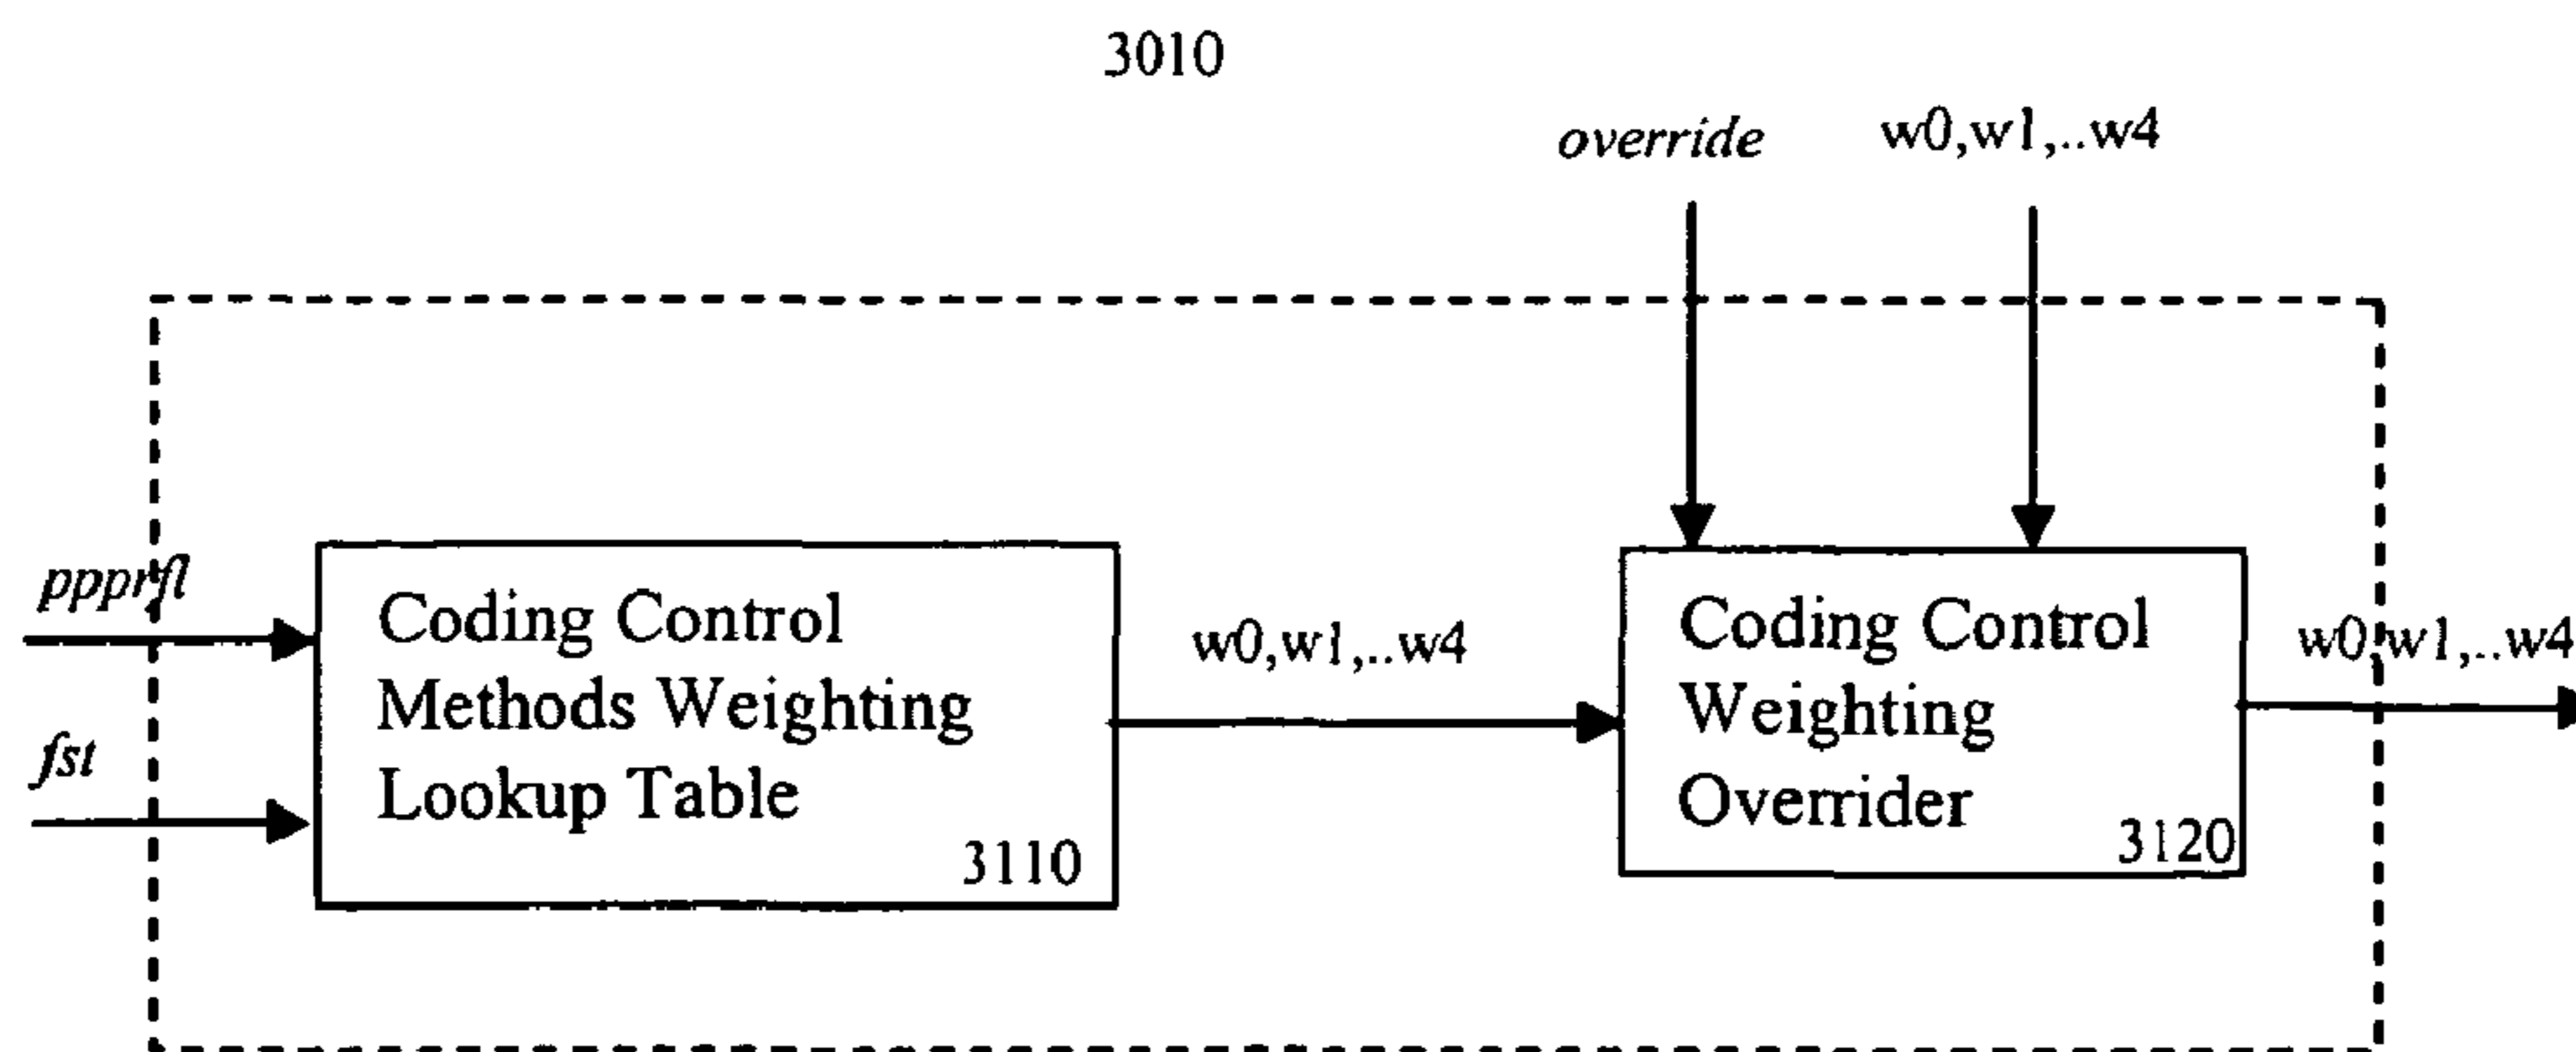 3010
override
w0,w1,..w4
ppprfl
fst
Coding Control
Methods Weighting
Lookup Table
3110
w0,w1,..w4
Coding Control
Weighting
Overrider
3120
w0,w1,..w4